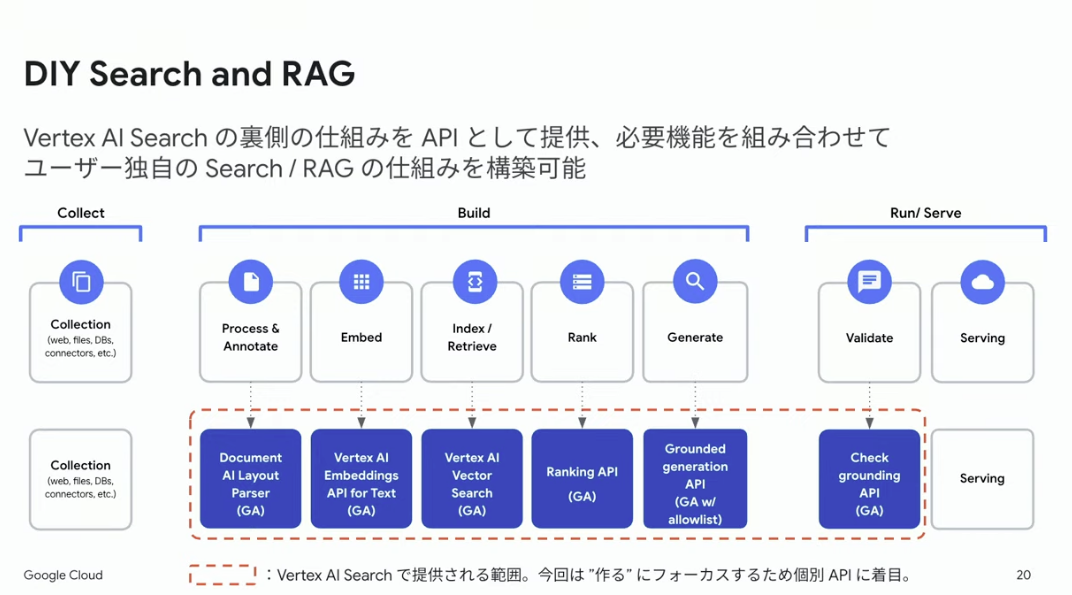 DIY Search and RAG
Vertex AI Search の裏側の仕組みを API として提供、必要機能を組み合わせて
ユーザー独自の Search / RAG の仕組みを構築可能
Collect
Build
Run/ Serve
Collection
(web, files, DBs,
connectors, etc.)
Process &
Annotate
Embed
Index /
Retrieve
Rank
Generate
Validate
Serving
Collection
(web, files, DBs,
connectors, etc.)
Document
AI Layout
Parser
(GA)
Vertex AI
Embeddings
API for Text
(GA)
Vertex AI
Vector
Search
(GA)
Ranking API
(GA)
Grounded
generation
API
(GA w/
allowlist)
Check
grounding
API
(GA)
Serving
Google Cloud
：Vertex AI Search で提供される範囲。今回は "作る" にフォーカスするため個別 API に着目。
20